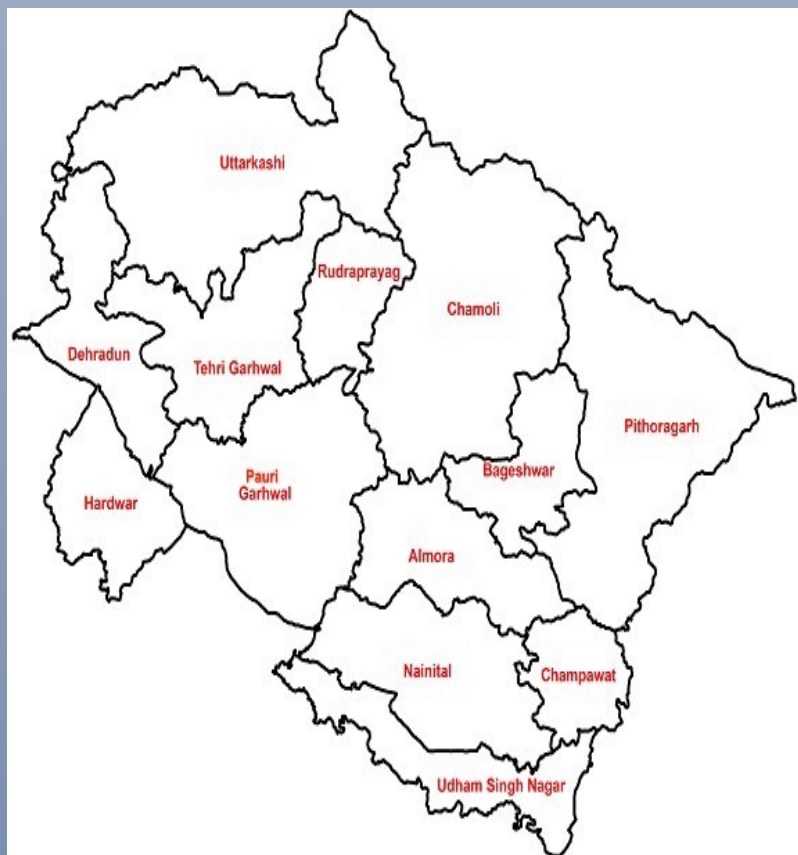 Uttarkashi
Rudraprayag
Chamoli
Dehradun
Tehri Garhwal
Pithoragarh
Bageshwar
Pauri
Garhwal
Hardwar
Almora
Nainital
Champawat
Udham Singh Nagar